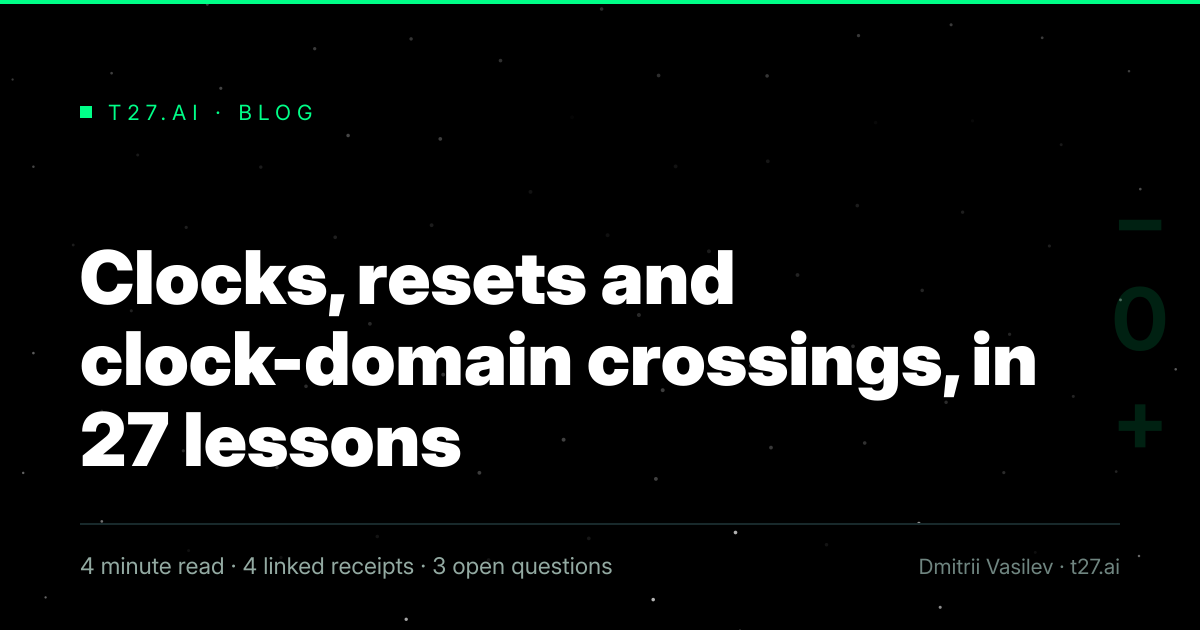 T27.AI · BLOG
Clocks, resets and
clock-domain crossings, in
27 lessons
−
0
+
4 minute read · 4 linked receipts · 3 open questions
Dmitrii Vasilev · t27.ai